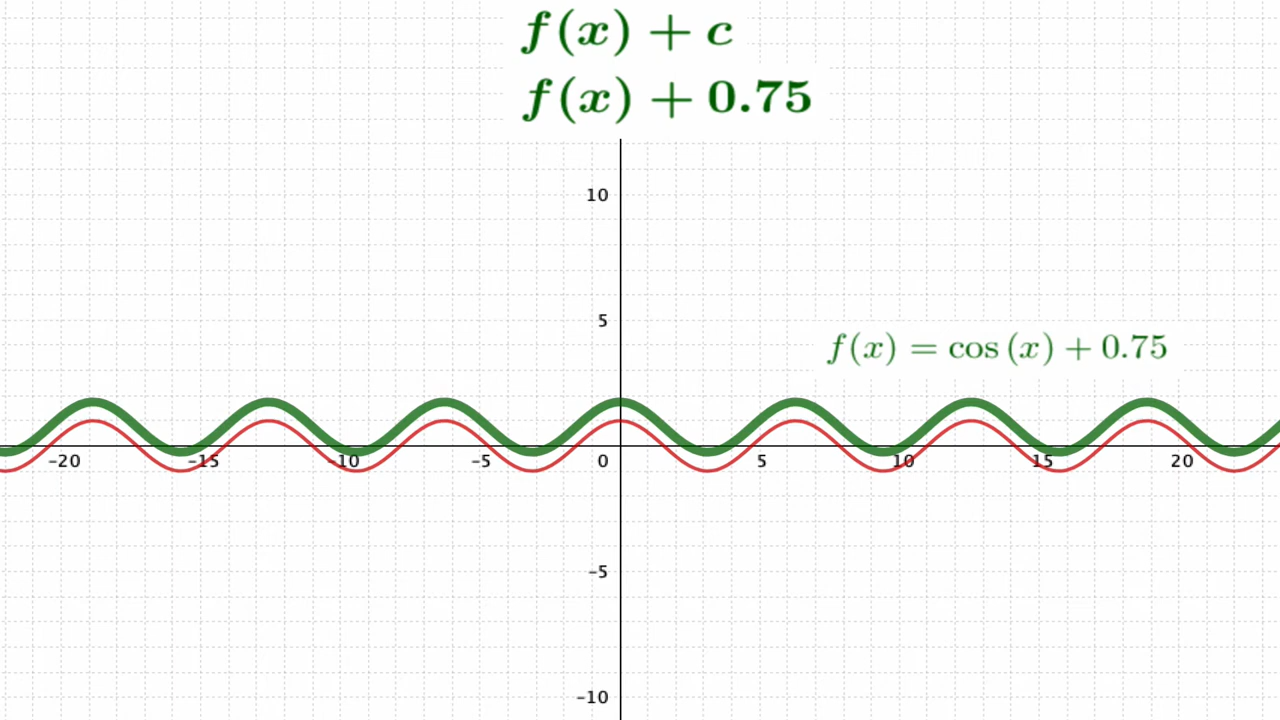 f(x) + c
f(x) + 0.75
10
5
f(x) = cos (x) + 0.75
-20 -15 -10 -5 0 5 10 15 20
-5
-10